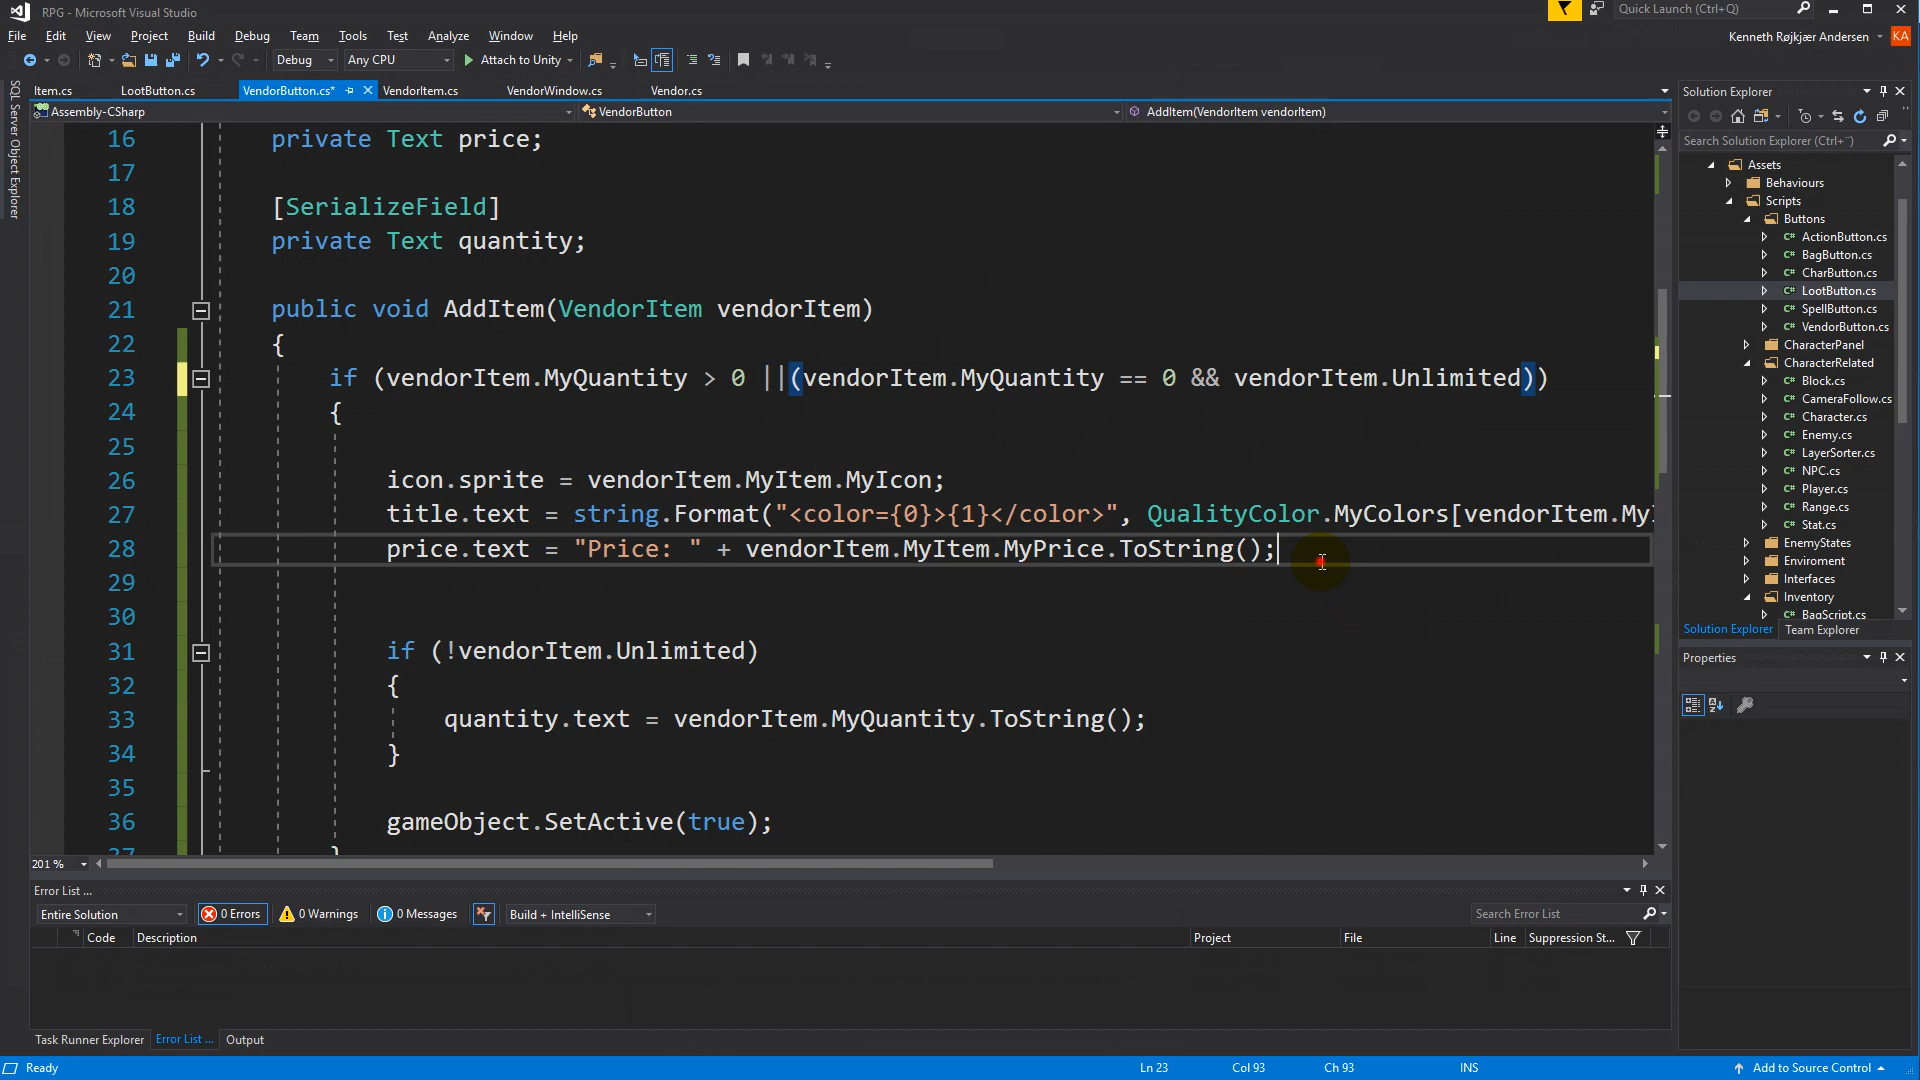 RPG - Microsoft Visual Studio
Quick Launch (Ctrl+Q)
File Edit View Project Build Debug Team Tools Test Analyze Window Help
Kenneth Røjkjær Andersen KA
Debug Any CPU Attach to Unity
SQL Server Object Explorer
Item.cs LootButton.cs VendorButton.cs* VendorItem.cs VendorWindow.cs Vendor.cs
Assembly-CSharp VendorButton AddItem(VendorItem vendorItem)
16 private Text price;
17
18 [SerializeField]
19 private Text quantity;
20
21 public void AddItem(VendorItem vendorItem)
22 {
23 if (vendorItem.MyQuantity > 0 ||(vendorItem.MyQuantity == 0 && vendorItem.Unlimited))
24 {
25
26 icon.sprite = vendorItem.MyItem.MyIcon;
27 title.text = string.Format("<color={0}>{1}</color>", QualityColor.MyColors[vendorItem.MyI
28 price.text = "Price: " + vendorItem.MyItem.MyPrice.ToString();
29
30
31 if (!vendorItem.Unlimited)
32 {
33 quantity.text = vendorItem.MyQuantity.ToString();
34 }
35
36 gameObject.SetActive(true);
37 }
201 %
Solution Explorer
Search Solution Explorer (Ctrl+¨)
Assets
Behaviours
Scripts
Buttons
C# ActionButton.cs
C# BagButton.cs
C# CharButton.cs
C# LootButton.cs
C# SpellButton.cs
C# VendorButton.cs
CharacterPanel
CharacterRelated
C# Block.cs
C# CameraFollow.cs
C# Character.cs
C# Enemy.cs
C# LayerSorter.cs
C# NPC.cs
C# Player.cs
C# Range.cs
C# Stat.cs
EnemyStates
Enviroment
Interfaces
Inventory
C# BagScript.cs
Solution Explorer Team Explorer
Properties
Error List ...
Entire Solution 0 Errors 0 Warnings 0 Messages Build + IntelliSense Search Error List
Code Description Project File Line Suppression St...
Task Runner Explorer Error List ... Output
Ready Ln 23 Col 93 Ch 93 INS Add to Source Control